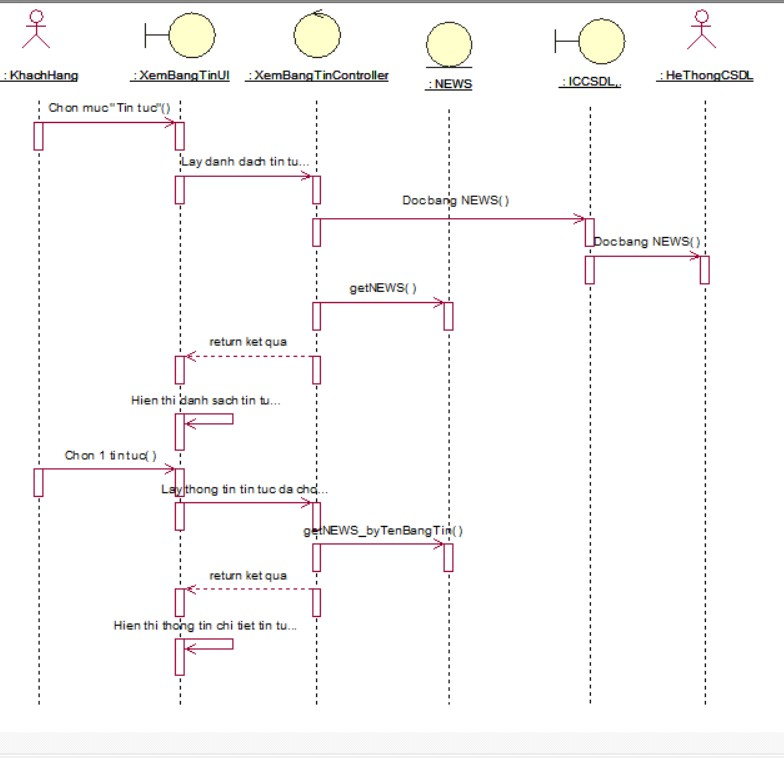 : KhachHang
: XemBangTinUI
: XemBangTinController
: NEWS
: ICCSDL..
: HeThongCSDL
Chon muc"Tin tuc"()
Lay danh dach tin tu...
Doc bang NEWS( )
Doc bang NEWS( )
getNEWS( )
return ket qua
Hien thi danh sach tin tu...
Chon 1 tin tuc( )
Lay thong tin tin tuc da cho...
getNEWS_byTenBangTin( )
return ket qua
Hien thi thong tin chi tiet tin tu...